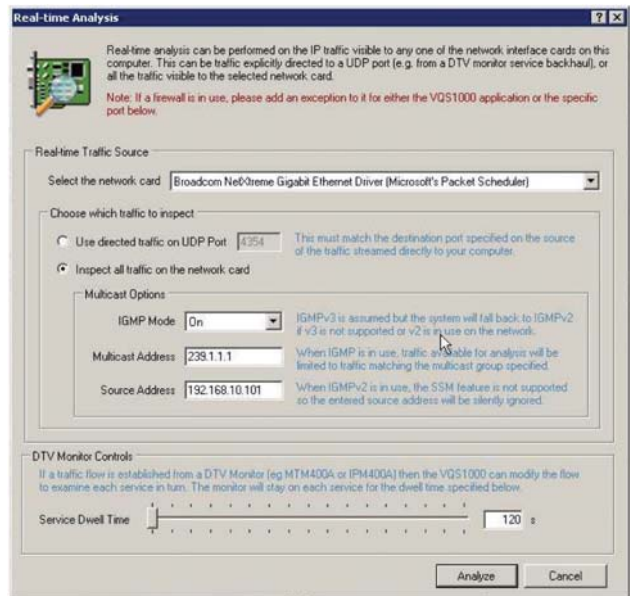 Real-time Analysis
Real-time analysis can be performed on the IP traffic visible to any one of the network interface cards on this
computer. This can be traffic explicitly directed to a UDP port (e.g. from a DTV monitor service backhaul), or
all the traffic visible to the selected network card.
Note: If a firewall is in use, please add an exception to it for either the VQS1000 application or the specific
port below.
Real-time Traffic Source
Select the network card Broadcom NetXtreme Gigabit Ethernet Driver (Microsoft's Packet Scheduler)
Choose which traffic to inspect
Use directed traffic on UDP Port 4354
This must match the destination port specified on the source
of the traffic streamed directly to your computer.
Inspect all traffic on the network card
Multicast Options
IGMP Mode On
IGMPv3 is assumed but the system will fall back to IGMPv2
if v3 is not supported or v2 is in use on the network.
Multicast Address 239.1.1.1
When IGMP is in use, traffic available for analysis will be
limited to traffic matching the multicast group specified.
Source Address 192.168.10.101
When IGMPv2 is in use, the SSM feature is not supported
so the entered source address will be silently ignored.
DTV Monitor Controls
If a traffic flow is established from a DTV Monitor (eg MTM400A or IPM400A) then the VQS1000 can modify the flow
to examine each service in turn. The monitor will stay on each service for the dwell time specified below.
Service Dwell Time 120 s
Analyze Cancel